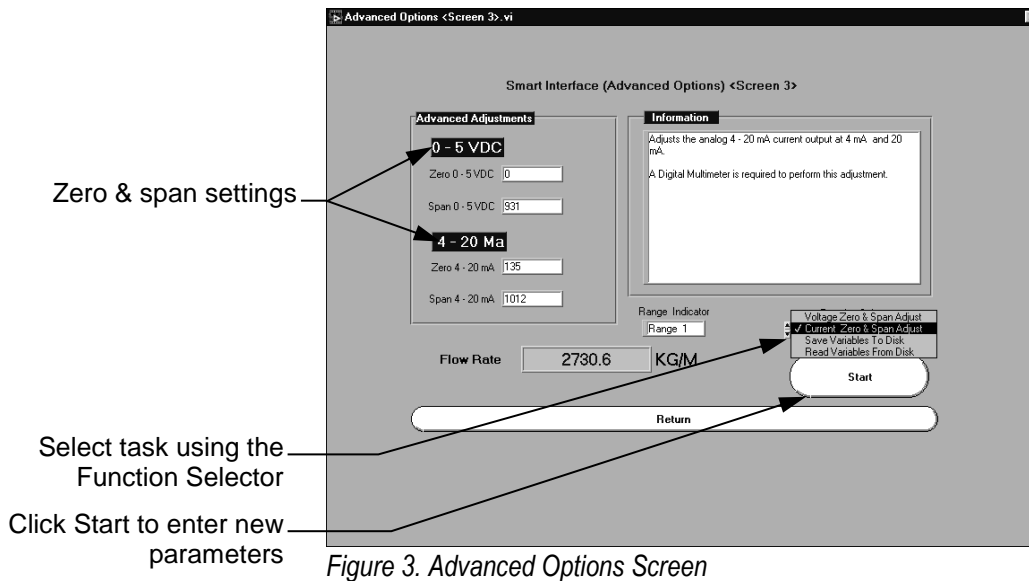 Advanced Options <Screen 3>.vi
Smart Interface (Advanced Options) <Screen 3>
Advanced Adjustments
0 - 5 VDC
Zero 0 - 5 VDC 0
Span 0 - 5 VDC 931
4 - 20 Ma
Zero 4 - 20 mA 135
Span 4 - 20 mA 1012
Information
Adjusts the analog 4 - 20 mA current output at 4 mA and 20
mA.
A Digital Multimeter is required to perform this adjustment.
Range Indicator
Range 1
Voltage Zero & Span Adjust
✓ Current Zero & Span Adjust
Save Variables To Disk
Read Variables From Disk
Flow Rate 2730.6 KG/M
Start
Return
Zero & span settings
Select task using the
Function Selector
Click Start to enter new
parameters
Figure 3. Advanced Options Screen